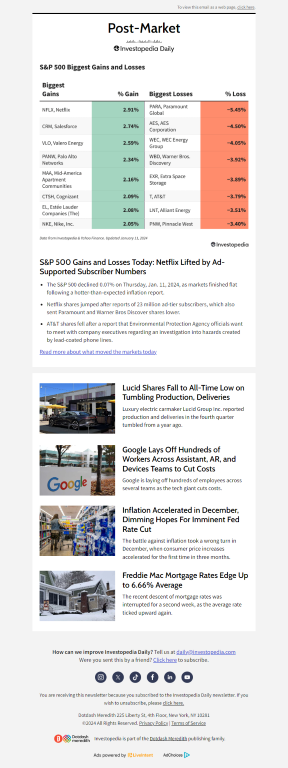 To view this email as a web page, click here.
Post-Market
Investopedia Daily
S&P 500 Biggest Gains and Losses
Biggest Gains % Gain Biggest Losses % Loss
NFLX, Netflix 2.91% PARA, Paramount Global -5.45%
CRM, Salesforce 2.74% AES, AES Corporation -4.50%
VLO, Valero Energy 2.39% WEC, WEC Energy Group -4.05%
PANW, Palo Alto Networks 2.34% WBD, Warner Bros. Discovery -3.92%
MAA, Mid-America Apartment Communities 2.16% EXR, Extra Space Storage -3.89%
CTSH, Cognizant 2.09% T, AT&T -3.79%
EL, Estée Lauder Companies (The) 2.08% LNT, Alliant Energy -3.51%
NKE, Nike, Inc. 2.05% PNW, Pinnacle West -3.40%
Investopedia
S&P 500 Gains and Losses Today: Netflix Lifted by Ad-
Supported Subscriber Numbers
The S&P 500 declined 0.07% on Thursday, Jan. 11, 2024, as markets finished flat
following a hotter-than-expected inflation report.
Netflix shares jumped after reports of 23 million ad-tier subscribers, which also
sent Paramount and Warner Bros Discover shares lower.
AT&T shares fell after a report that Environmental Protection Agency officials want
to meet with company executives regarding an investigation into hazards created
by lead-coated phone lines.
Read more about what moved the markets today
Lucid Shares Fall to All-Time Low on
Tumbling Production, Deliveries
Luxury electric carmaker Lucid Group Inc. reported
production and deliveries in the fourth quarter
tumbled from a year ago.
Google Lays Off Hundreds of
Workers Across Assistant, AR, and
Devices Teams to Cut Costs
Google is laying off hundreds of employees across
several teams as the tech giant cuts costs.
Google
Inflation Accelerated in December,
Dimming Hopes For Imminent Fed
Rate Cut
The battle against inflation took a wrong turn in
December, when consumer price increases
accelerated for the first time in three months.
Freddie Mac Mortgage Rates Edge Up
to 6.66% Average
The recent descent of mortgage rates was
interrupted for a second week, as the average rate
ticked upward again.
How can we improve Investopedia Daily? Tell us at daily@investopedia.com
Were you sent this by a friend? Click here to subscribe.
You are receiving this newsletter because you subscribed to the Investopedia Daily newsletter. If you
wish to unsubscribe, please click here.
Dotdash Meredith 225 Liberty St, 4th Floor, New York, NY 10281
©2024 All Rights Reserved. Privacy Policy | Terms of Service
Dotdash meredith Investopedia is part of the Dotdash Meredith publishing family.
Ads powered by LiveIntent AdChoices